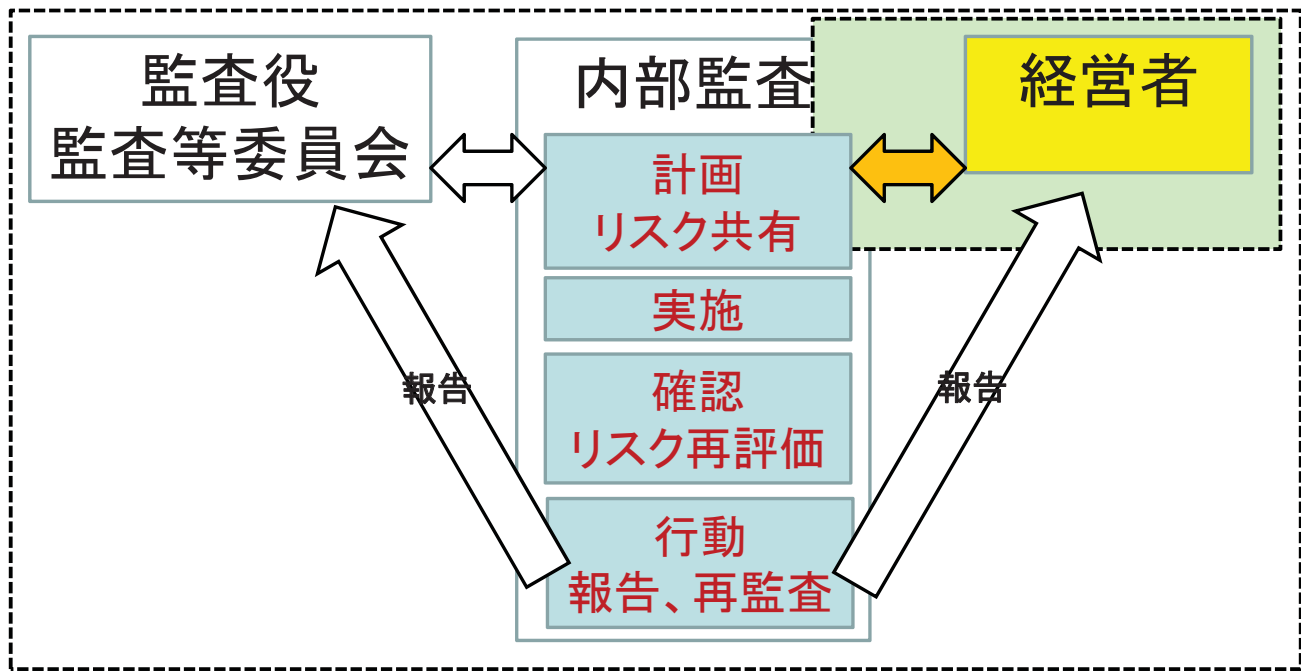 監査役
監査等委員会
内部監査
経営者
計画
リスク共有
実施
確認
リスク再評価
行動
報告、再監査
報告
報告